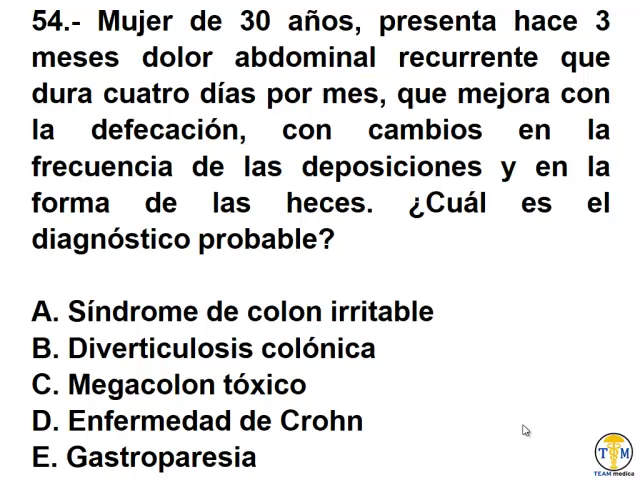 54.- Mujer de 30 años, presenta hace 3
meses dolor abdominal recurrente que
dura cuatro días por mes, que mejora con
la defecación, con cambios en la
frecuencia de las deposiciones y en la
forma de las heces. ¿Cuál es el
diagnóstico probable?
A. Síndrome de colon irritable
B. Diverticulosis colónica
C. Megacolon tóxico
D. Enfermedad de Crohn
E. Gastroparesia
T M
TEAM medica